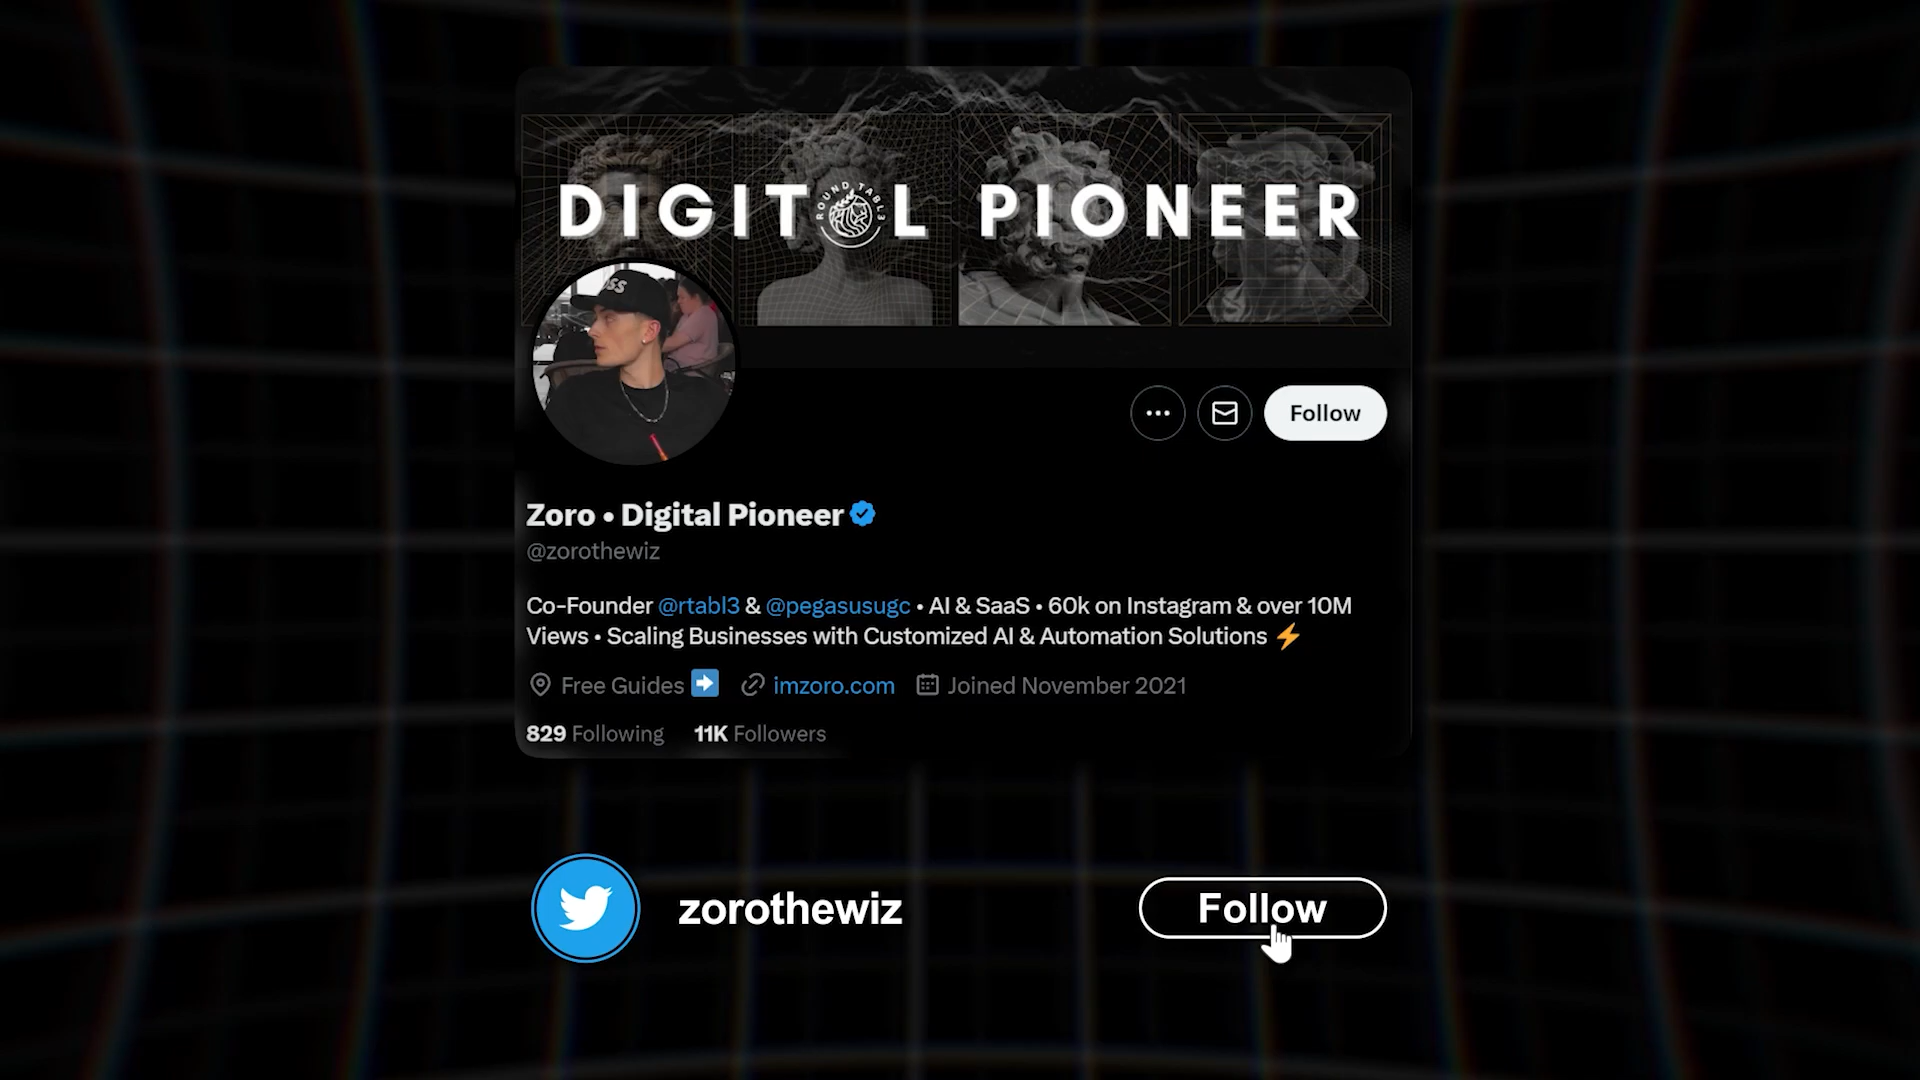 DIGITAL PIONEER
ROUND TABL3
Zoro • Digital Pioneer
@zorothewiz
Follow
Co-Founder @rtabl3 & @pegasusugc • AI & SaaS • 60k on Instagram & over 10M
Views • Scaling Businesses with Customized AI & Automation Solutions ⚡
Free Guides ➡️ imzoro.com Joined November 2021
829 Following 11K Followers
zorothewiz Follow